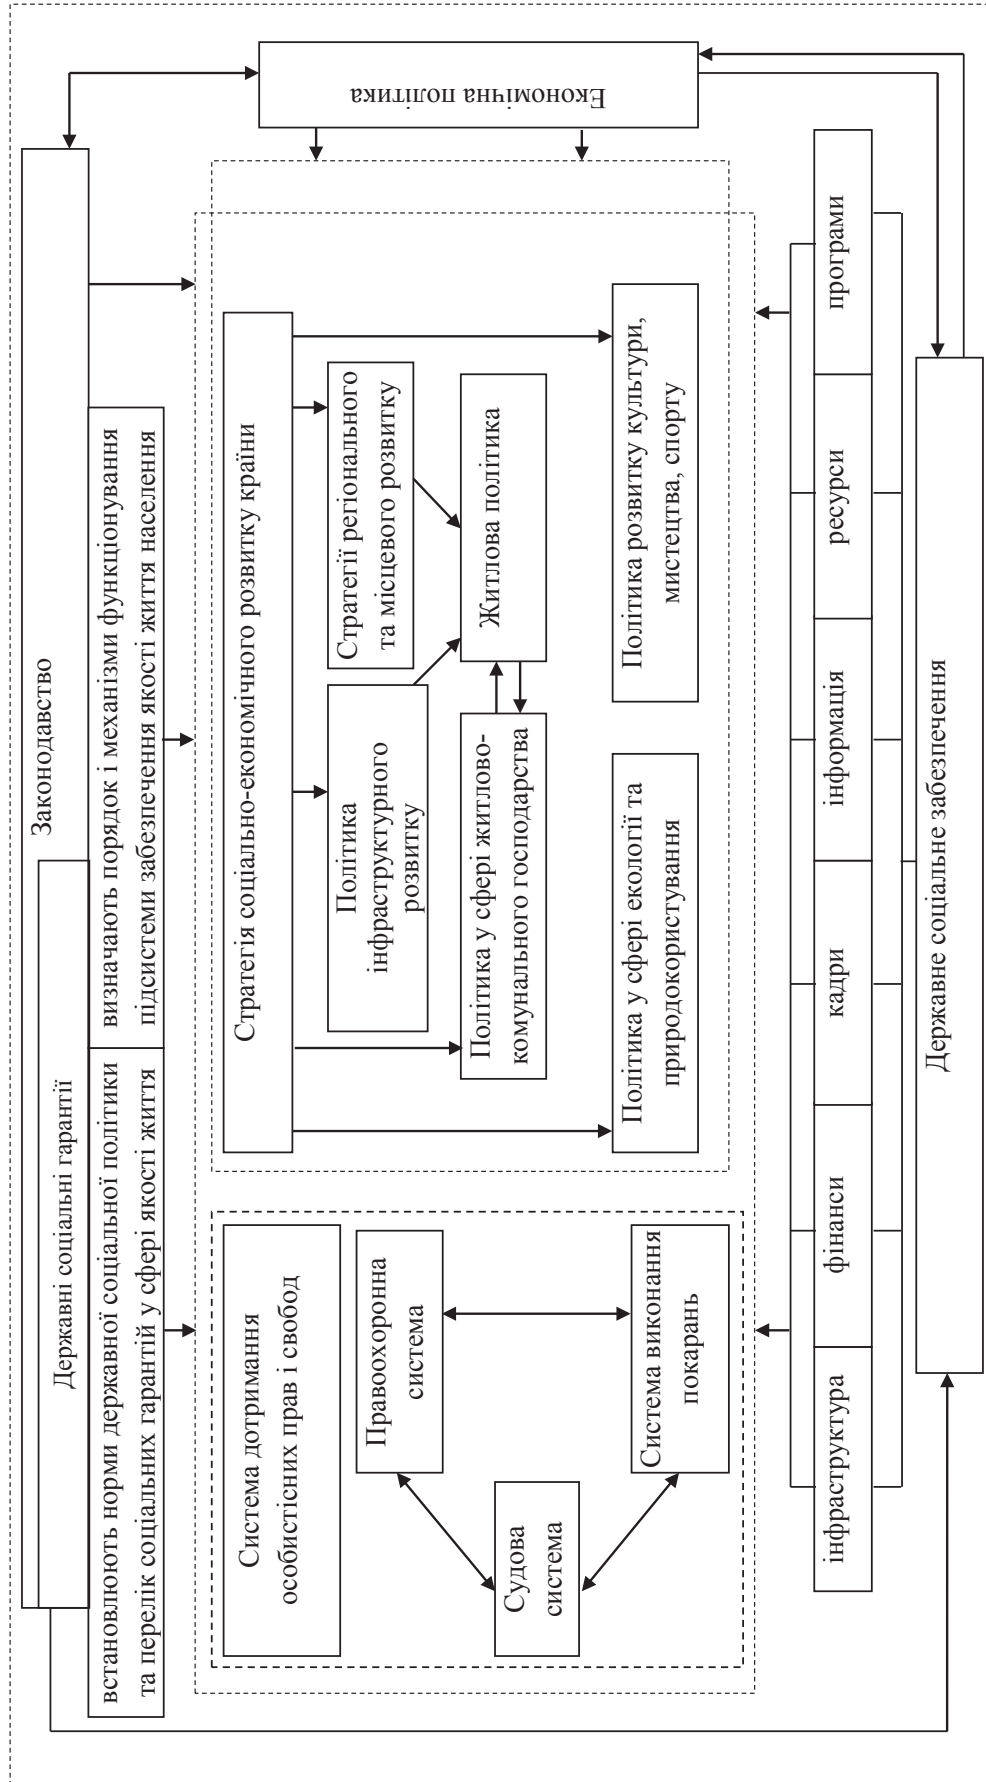 Законодавство
Державні соціальні гарантії
встановлюють норми державної соціальної політики
та перелік соціальних гарантій у сфері якості життя
визначають порядок і механізми функціонування
підсистеми забезпечення якості життя населення
Система дотримання
особистісних прав і свобод
Правоохоронна
система
Судова
система
Система виконання
покарань
Стратегія соціально-економічного розвитку країни
Політика
інфраструктурного
розвитку
Стратегії регіонального
та місцевого розвитку
Політика у сфері житлово-
комунального господарства
Житлова політика
Політика у сфері екології та
природокористування
Політика розвитку культури,
мистецтва, спорту
Економічна політика
інфраструктура
фінанси
кадри
інформація
ресурси
програми
Державне соціальне забезпечення